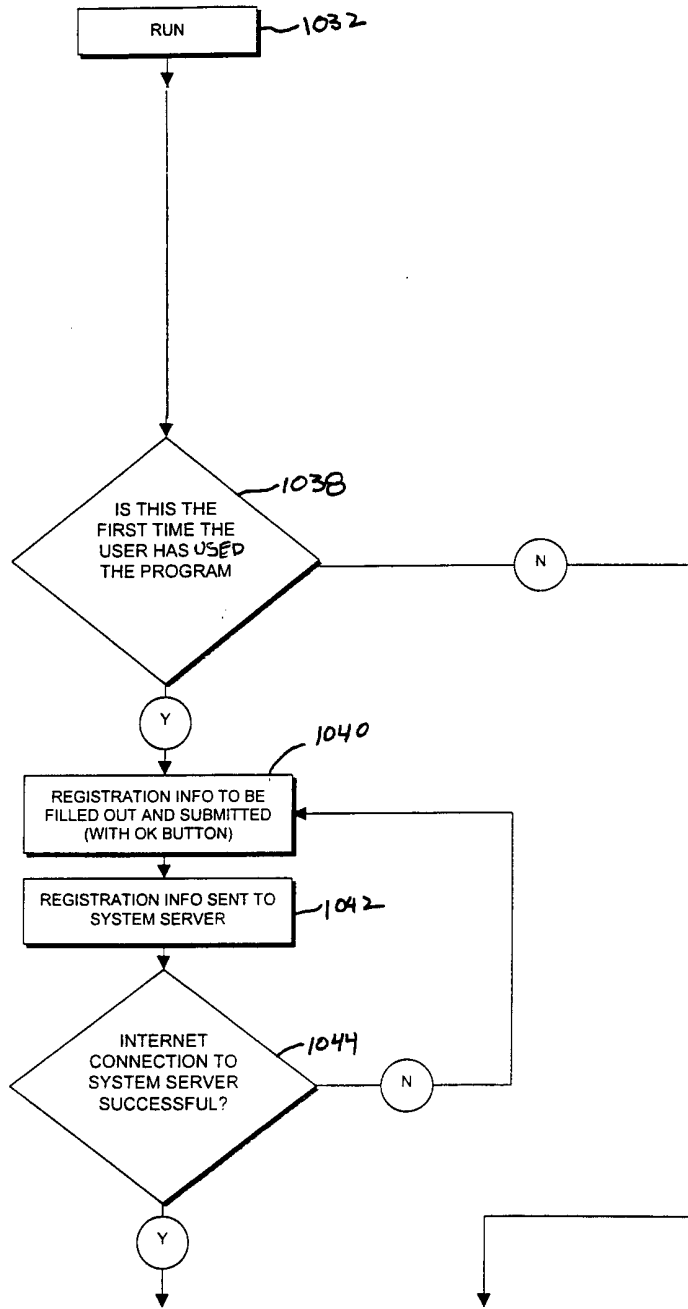 RUN
1032
1038
IS THIS THE
FIRST TIME THE
USER HAS USED
THE PROGRAM
N
Y
1040
REGISTRATION INFO TO BE
FILLED OUT AND SUBMITTED
(WITH OK BUTTON)
REGISTRATION INFO SENT TO
SYSTEM SERVER
1042
INTERNET
CONNECTION TO
SYSTEM SERVER
SUCCESSFUL?
1044
N
Y